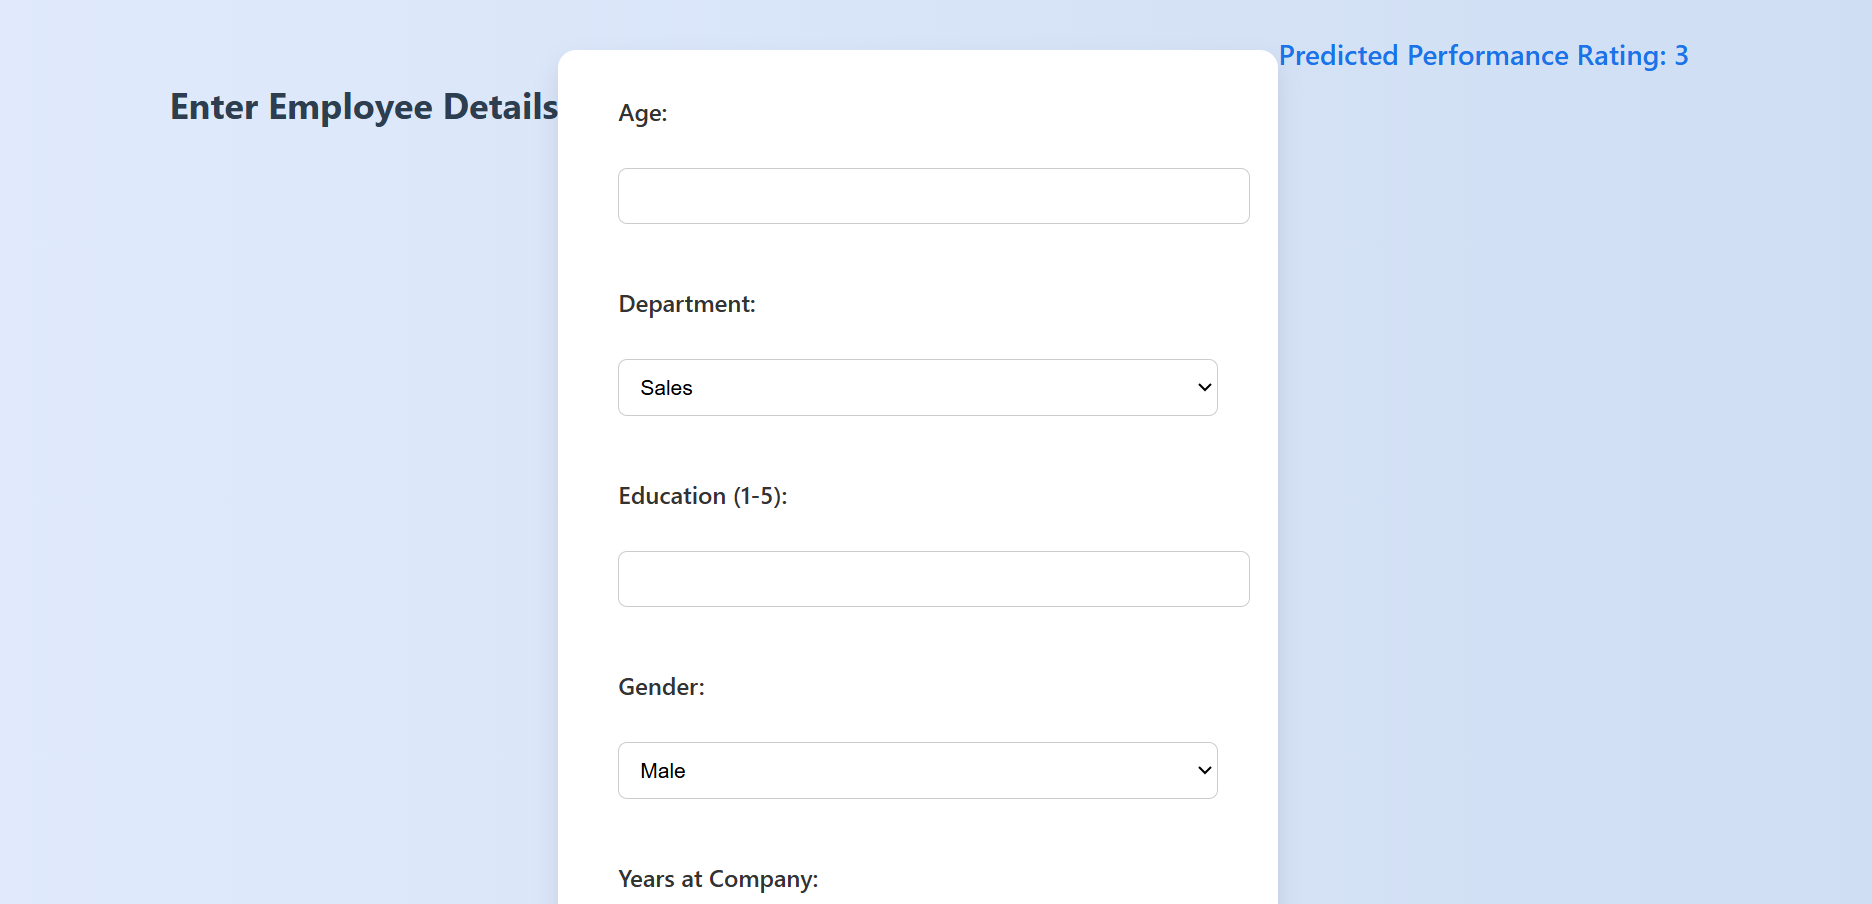 Enter Employee Details
Age:
Department:
Sales
Education (1-5):
Gender:
Male
Years at Company:
Predicted Performance Rating: 3